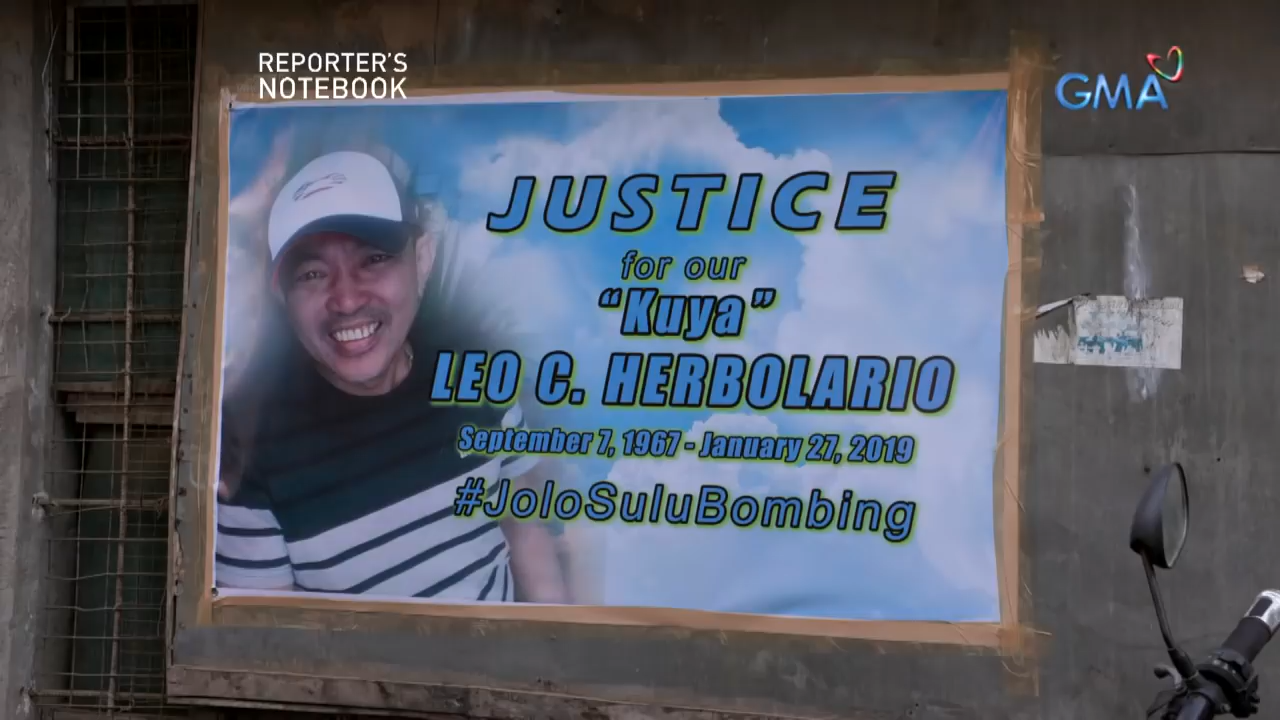 REPORTER'S
NOTEBOOK
GMA
JUSTICE
for our
"Kuya"
LEO C. HERBOLARIO
September 7, 1967 - January 27, 2019
#JoloSuluBombing